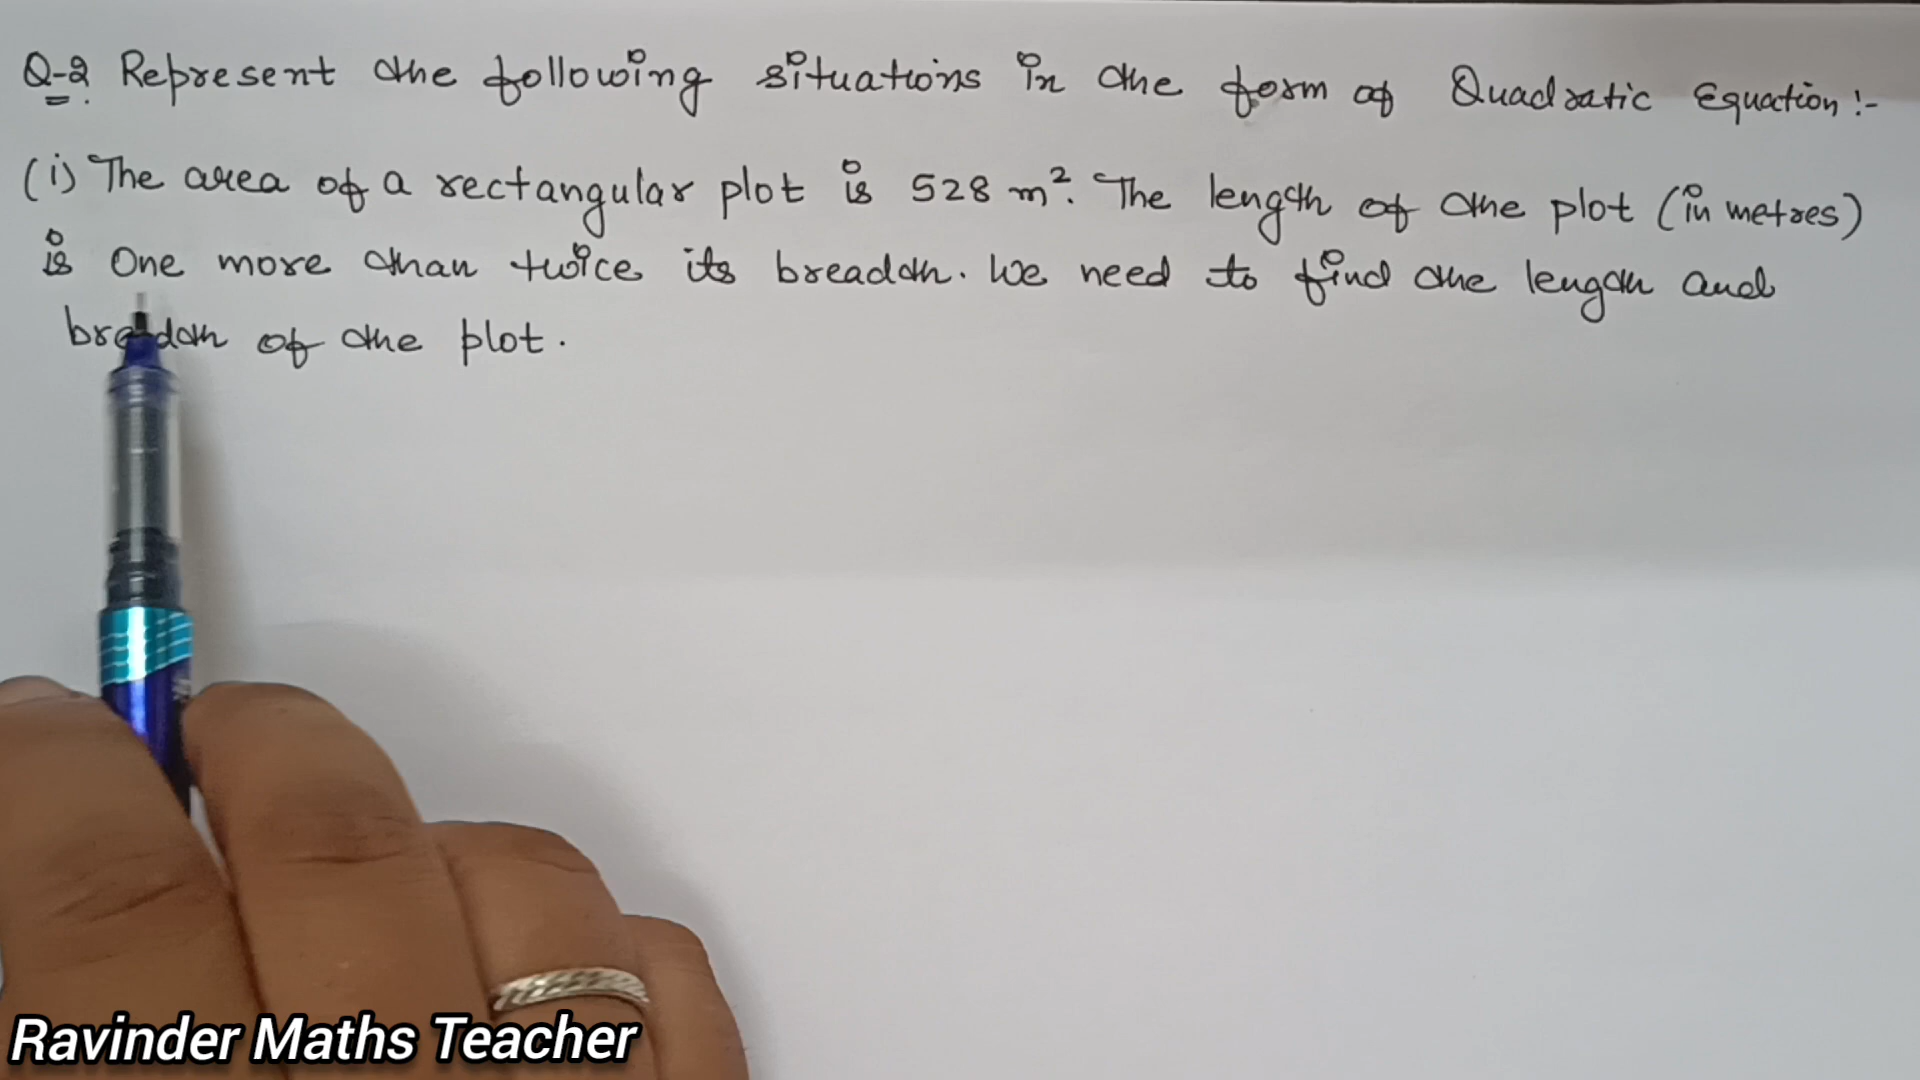 Q-2. Represent the following situations in the form of Quadratic Equation :-
(i) The area of a rectangular plot is 528 m². The length of the plot (in metres)
is One more than twice its breadth. We need to find the length and
breadth of the plot.
Ravinder Maths Teacher